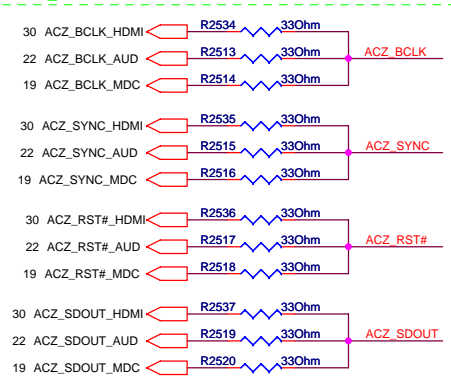 30 ACZ_BCLK_HDMI R2534 33Ohm
22 ACZ_BCLK_AUD R2513 33Ohm ACZ_BCLK
19 ACZ_BCLK_MDC R2514 33Ohm
30 ACZ_SYNC_HDMI R2535 33Ohm
22 ACZ_SYNC_AUD R2515 33Ohm ACZ_SYNC
19 ACZ_SYNC_MDC R2516 33Ohm
30 ACZ_RST#_HDMI R2536 33Ohm
22 ACZ_RST#_AUD R2517 33Ohm ACZ_RST#
19 ACZ_RST#_MDC R2518 33Ohm
30 ACZ_SDOUT_HDMI R2537 33Ohm
22 ACZ_SDOUT_AUD R2519 33Ohm ACZ_SDOUT
19 ACZ_SDOUT_MDC R2520 33Ohm